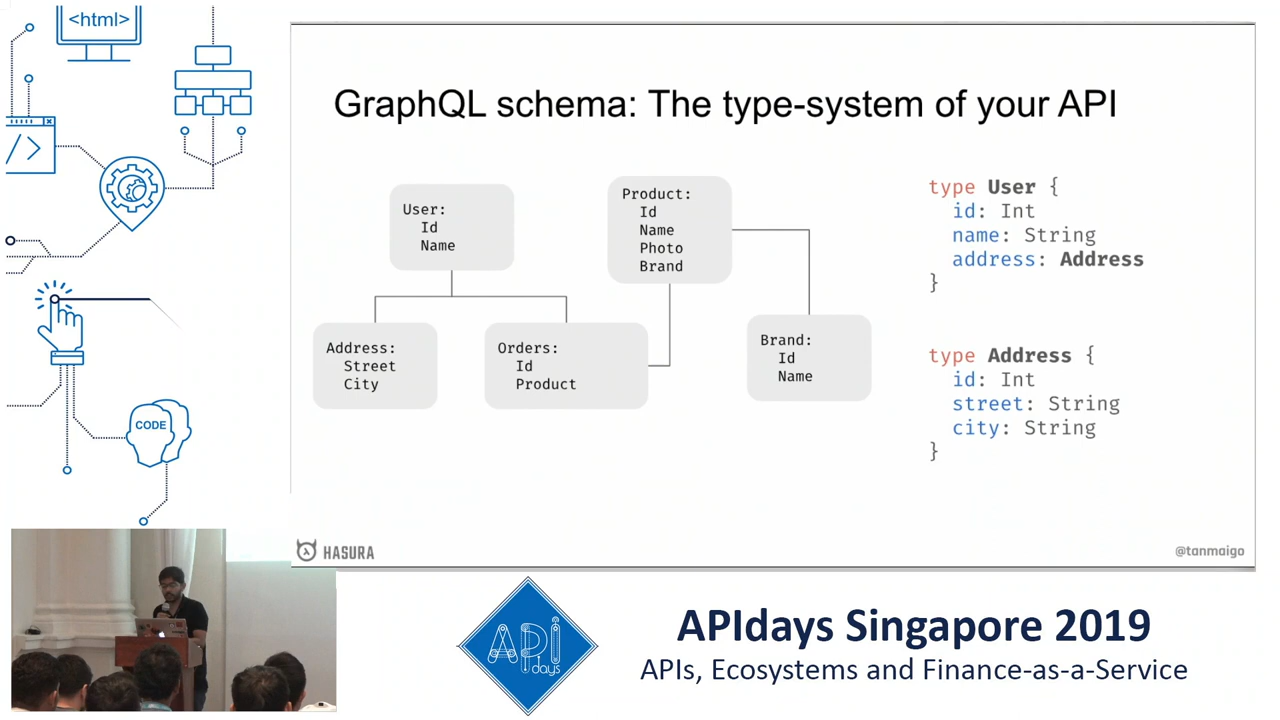 <html>
</>
CODE
GraphQL schema: The type-system of your API
User:
Id
Name
Product:
Id
Name
Photo
Brand
Address:
Street
City
Orders:
Id
Product
Brand:
Id
Name
type User {
id: Int
name: String
address: Address
}
type Address {
id: Int
street: String
city: String
}
HASURA
@tanmaigo
API
days
APIdays Singapore 2019
APIs, Ecosystems and Finance-as-a-Service